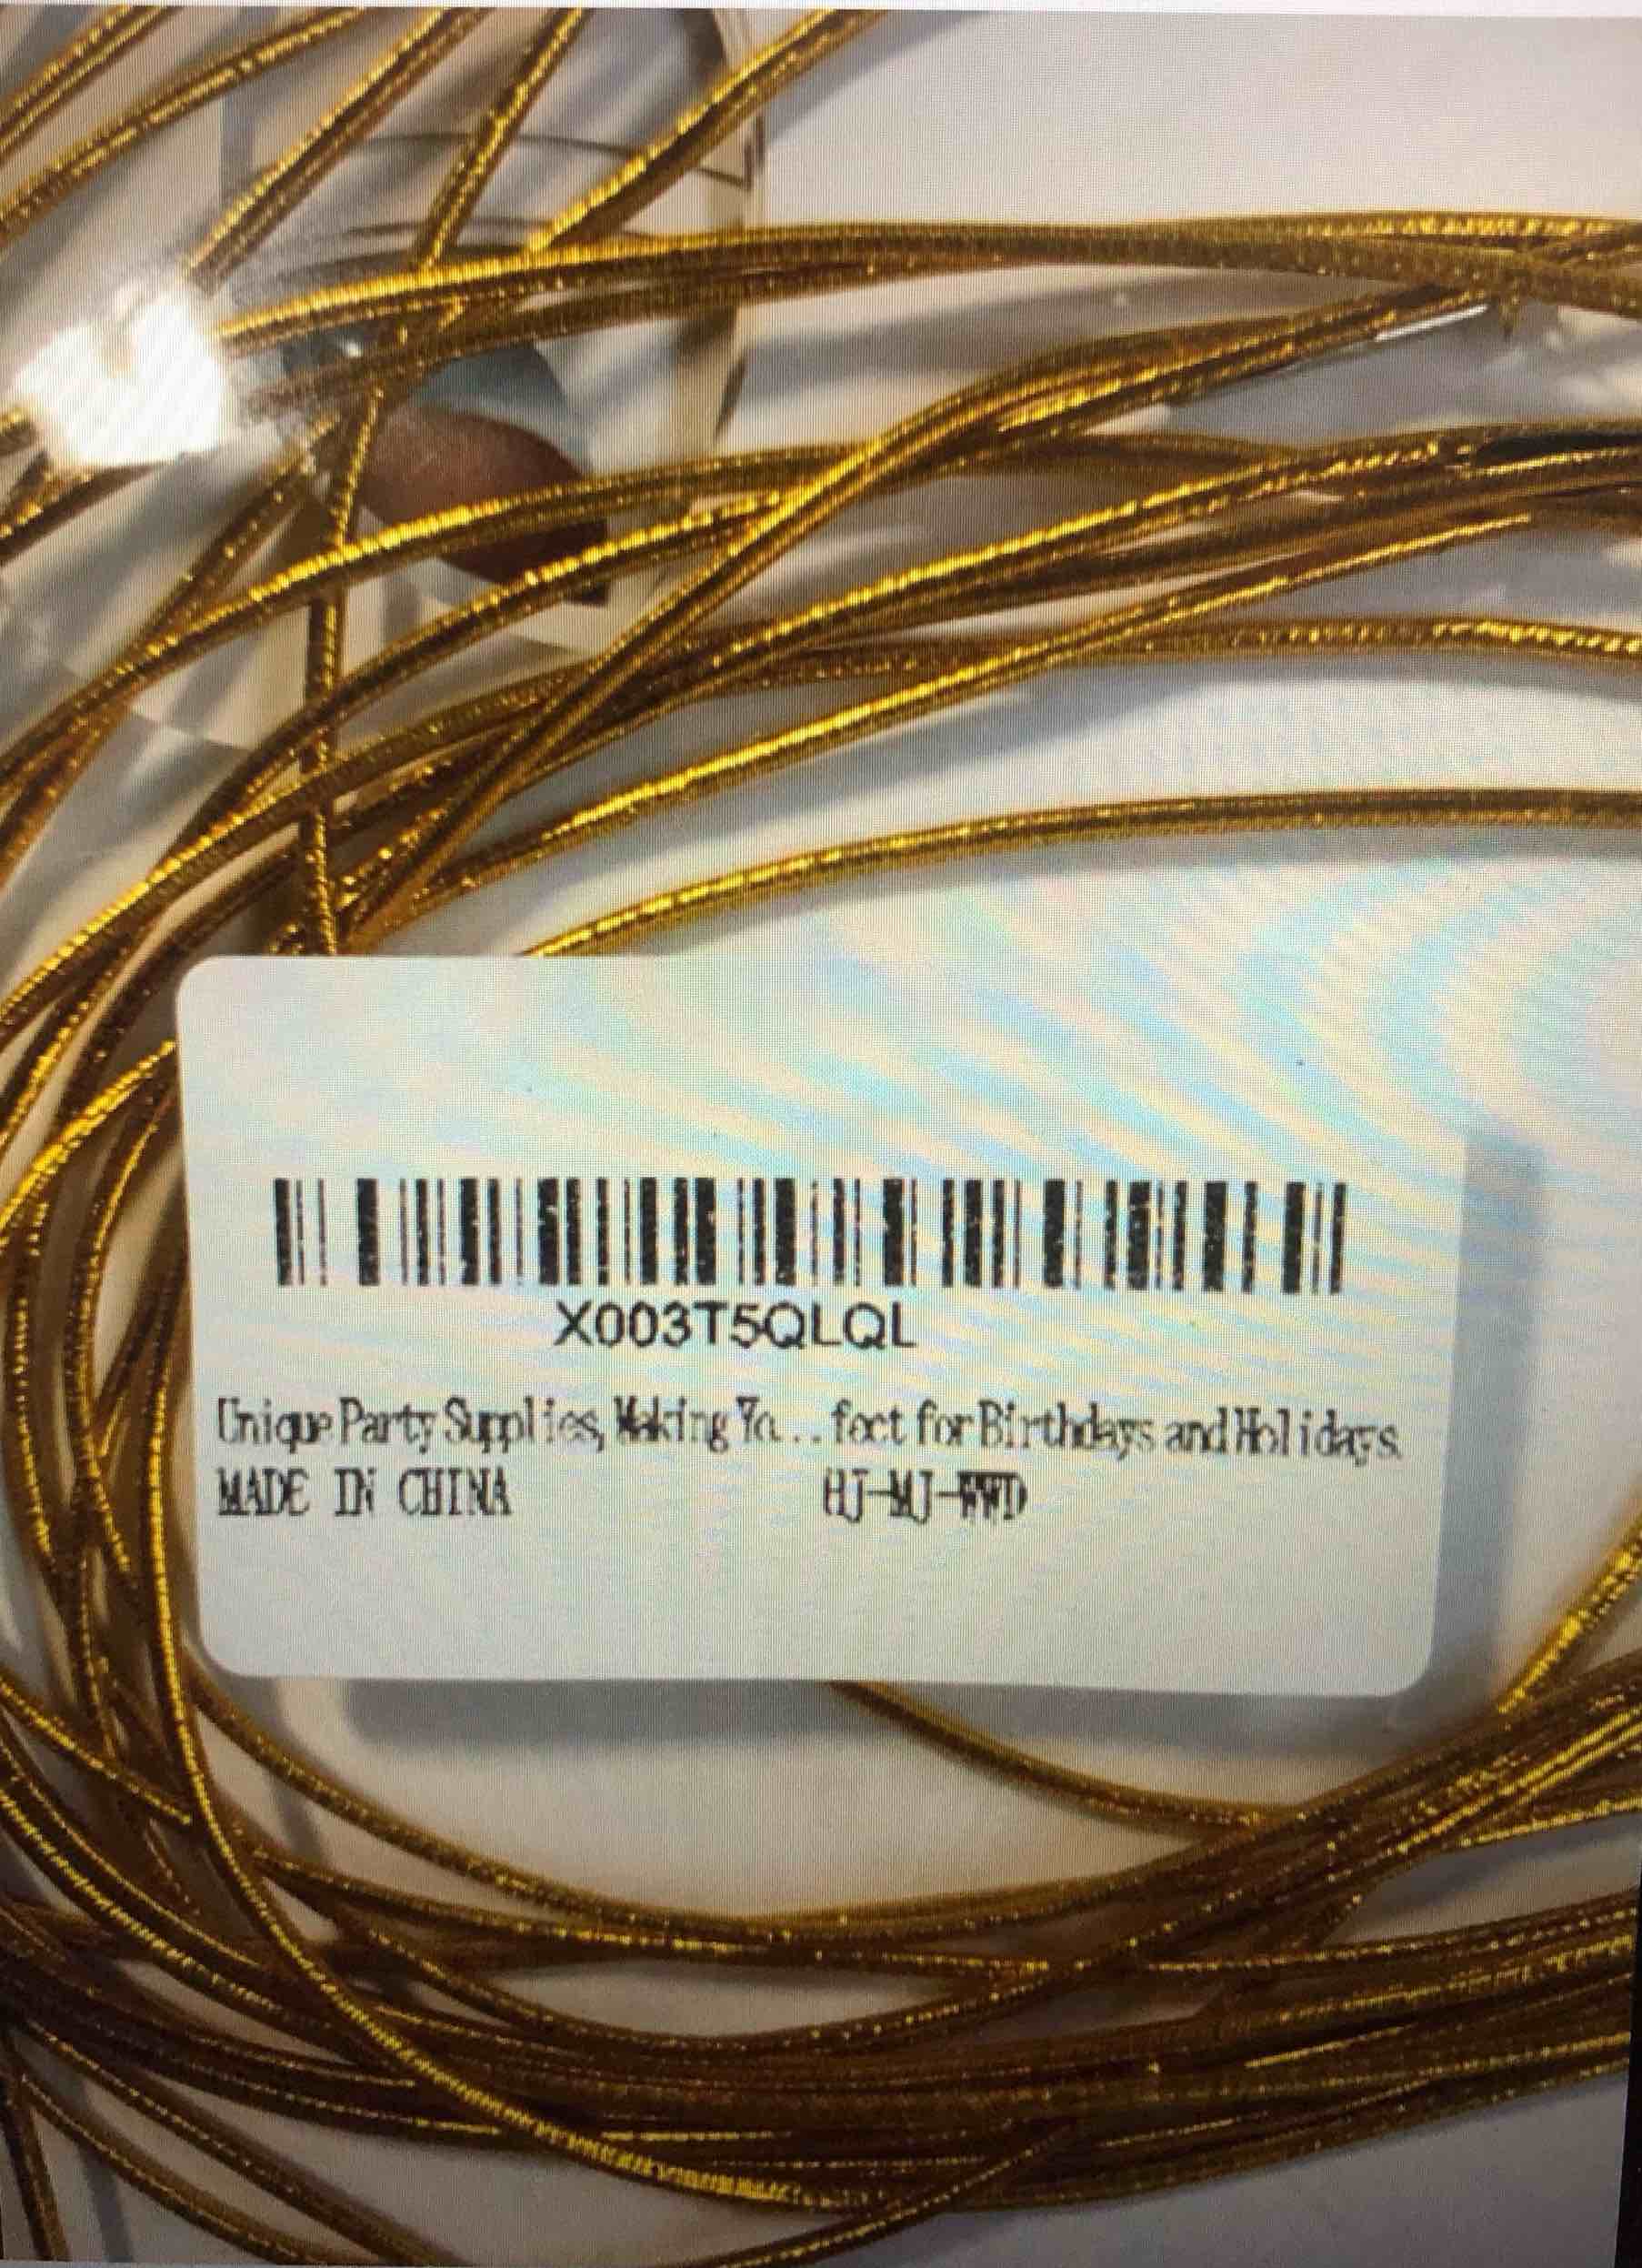 X003T5QLQL
Unique Party Supplies, Making Yo...fect for Birthdays and Holidays.
MADE IN CHINA HJ-MJ-WWD